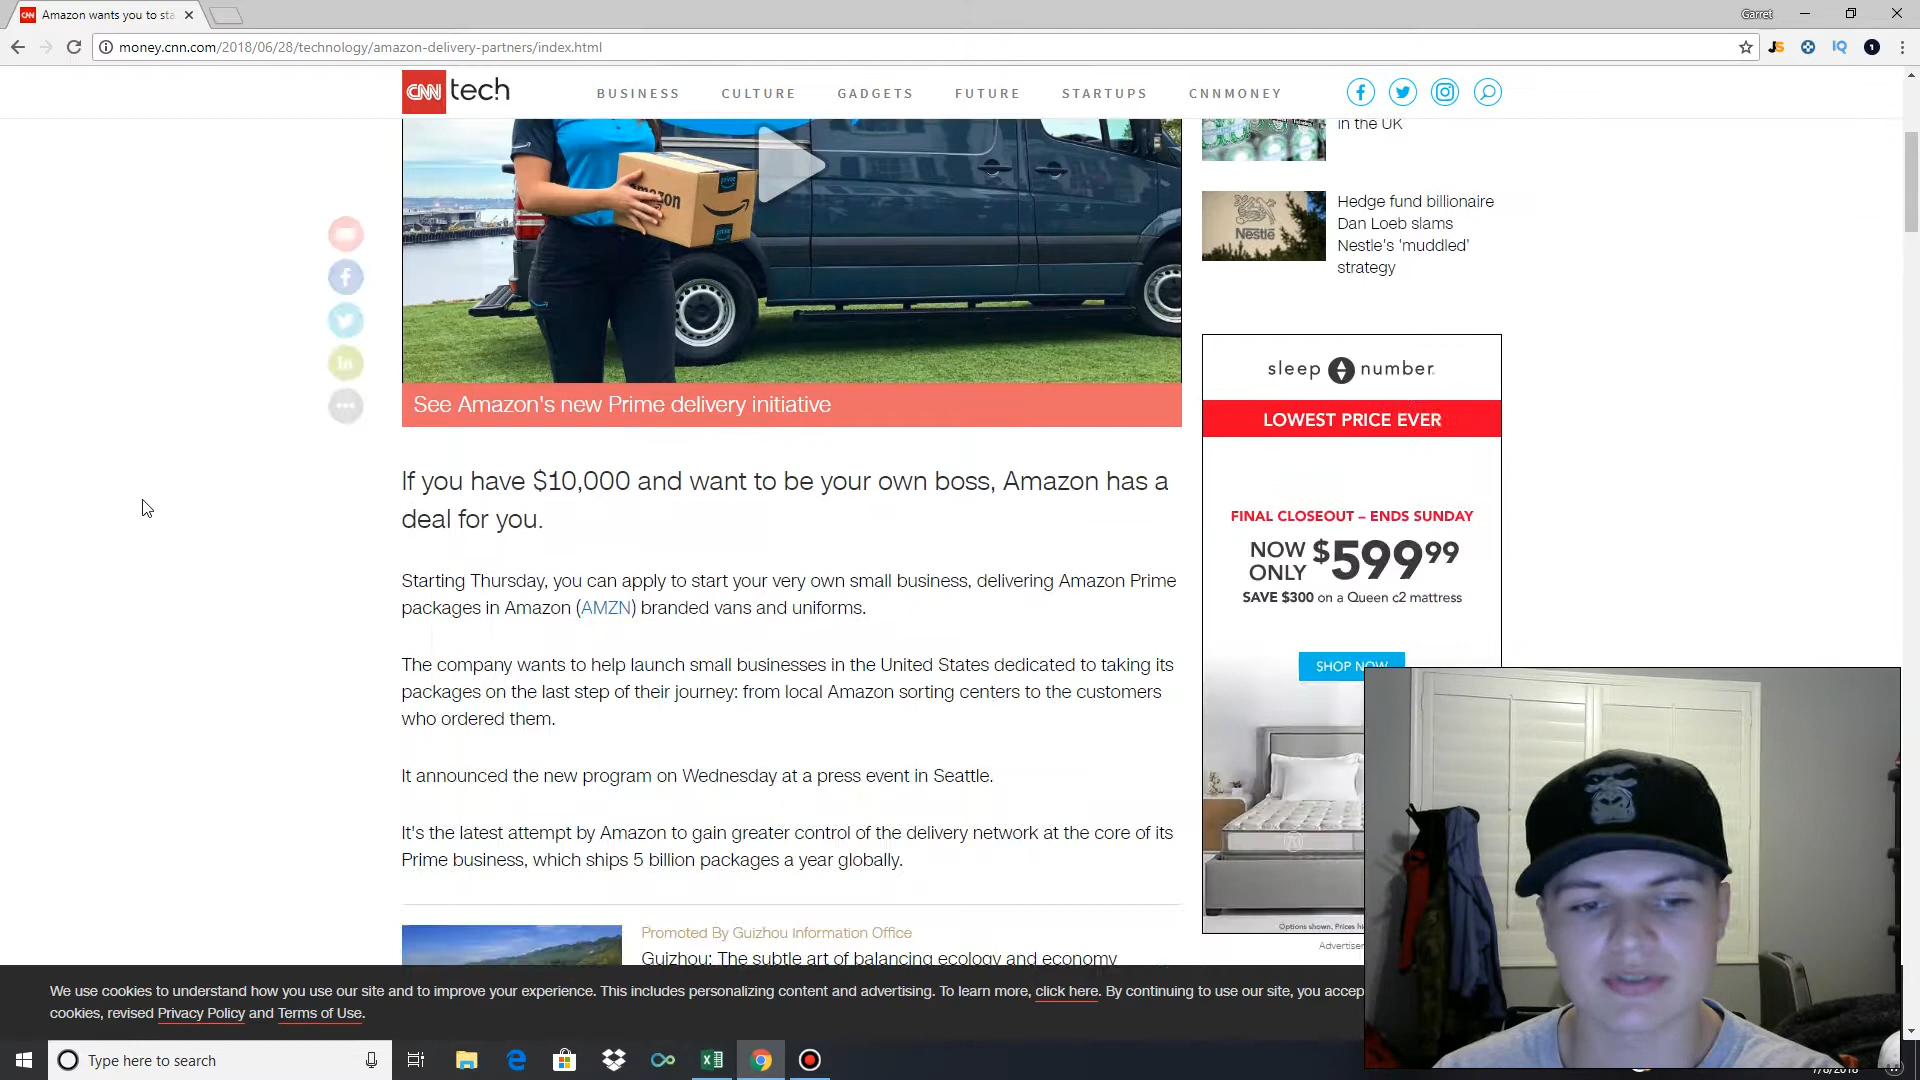 Amazon wants you to sta
Garret
money.cnn.com/2018/06/28/technology/amazon-delivery-partners/index.html
CNN tech
BUSINESS CULTURE GADGETS FUTURE STARTUPS CNNMONEY
in the UK
Hedge fund billionaire
Dan Loeb slams
Nestle's 'muddled'
strategy
Nestlé
amazon
prime
prime
See Amazon's new Prime delivery initiative
If you have $10,000 and want to be your own boss, Amazon has a
deal for you.
Starting Thursday, you can apply to start your very own small business, delivering Amazon Prime
packages in Amazon (AMZN) branded vans and uniforms.
The company wants to help launch small businesses in the United States dedicated to taking its
packages on the last step of their journey: from local Amazon sorting centers to the customers
who ordered them.
It announced the new program on Wednesday at a press event in Seattle.
It's the latest attempt by Amazon to gain greater control of the delivery network at the core of its
Prime business, which ships 5 billion packages a year globally.
Promoted By Guizhou Information Office
Guizhou: The subtle art of balancing ecology and economy
sleep number
LOWEST PRICE EVER
FINAL CLOSEOUT – ENDS SUNDAY
NOW ONLY $599.99
SAVE $300 on a Queen c2 mattress
SHOP NOW
Options shown, Prices
Advertise
We use cookies to understand how you use our site and to improve your experience. This includes personalizing content and advertising. To learn more, click here. By continuing to use our site, you accep
cookies, revised Privacy Policy and Terms of Use.
Type here to search